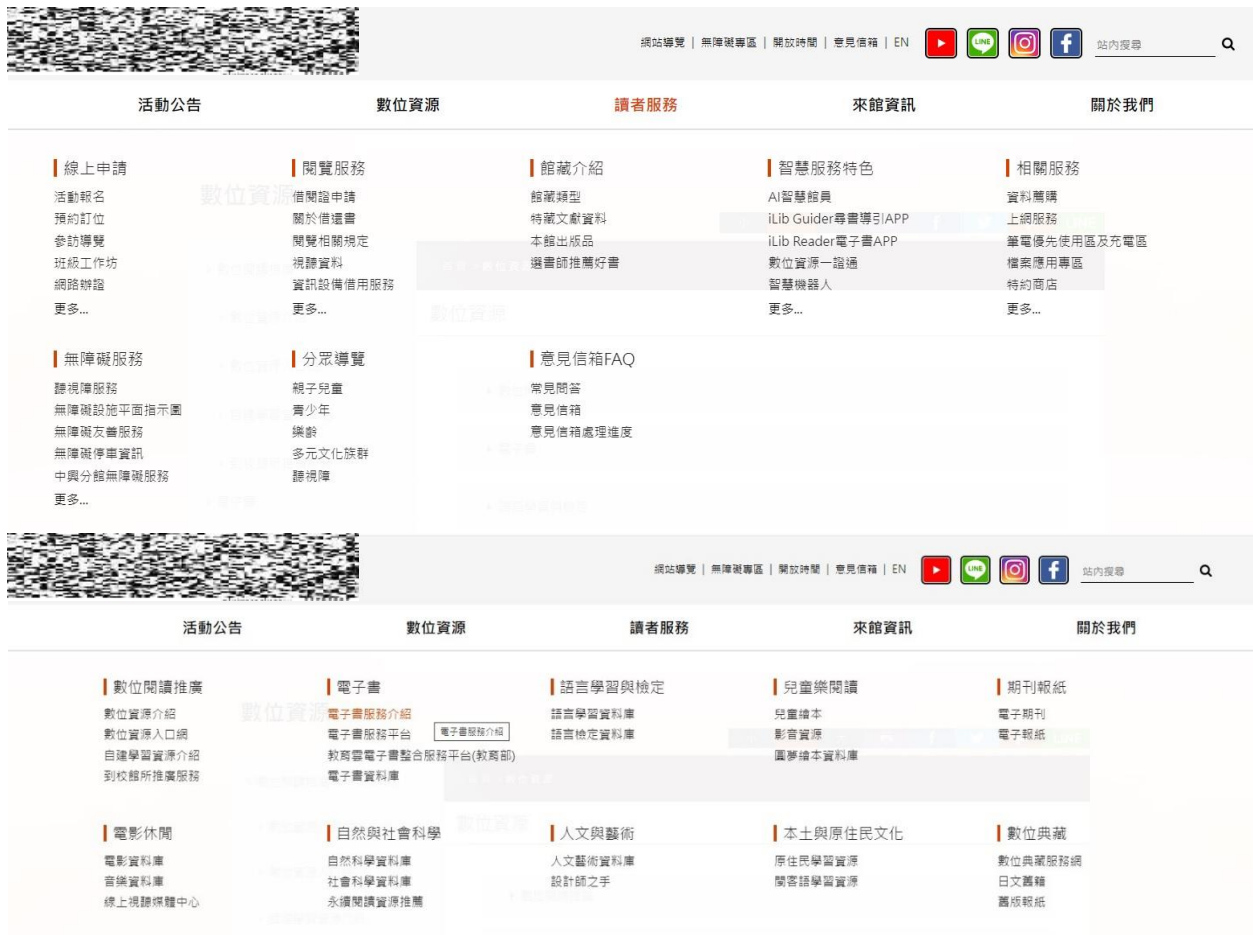 網站導覽 | 無障礙專區 | 開放時間 | 意見信箱 | EN LINE 站內搜尋
活動公告 數位資源 讀者服務 來館資訊 關於我們
線上申請 閱覽服務 館藏介紹 智慧服務特色 相關服務
活動報名 借閱證申請 館藏類型 AI智慧館員 資料薦購
預約訂位 關於借還書 特藏文獻資料 iLib Guider尋書導引APP 上網服務
參訪導覽 閱覽相關規定 本館出版品 iLib Reader電子書APP 筆電優先使用區及充電區
班級工作坊 視聽資料 選書師推薦好書 數位資源一證通 檔案應用專區
網路辦證 資訊設備借用服務 智慧機器人 特約商店
更多... 更多... 更多... 更多...
無障礙服務 分眾導覽 意見信箱FAQ
聽視障服務 親子兒童 常見問答
無障礙設施平面指示圖 青少年 意見信箱
無障礙友善服務 樂齡 意見信箱處理進度
無障礙停車資訊 多元文化族群
中興分館無障礙服務 聽視障
更多...
網站導覽 | 無障礙專區 | 開放時間 | 意見信箱 | EN LINE 站內搜尋
活動公告 數位資源 讀者服務 來館資訊 關於我們
數位閱讀推廣 電子書 語言學習與檢定 兒童樂閱讀 期刊報紙
數位資源介紹 電子書服務介紹 語言學習資料庫 兒童繪本 電子期刊
數位資源入口網 電子書服務平台 電子書服務介紹 語言檢定資料庫 影音資源 電子報紙
自建學習資源介紹 教育雲電子書整合服務平台(教育部) 圓夢繪本資料庫
到校館所推廣服務 電子書資料庫
電影休閒 自然與社會科學 人文與藝術 本土與原住民文化 數位典藏
電影資料庫 自然科學資料庫 人文藝術資料庫 原住民學習資源 數位典藏服務網
音樂資料庫 社會科學資料庫 設計師之手 閩客語學習資源 日文舊籍
線上視聽媒體中心 永續閱讀資源推薦 舊版報紙